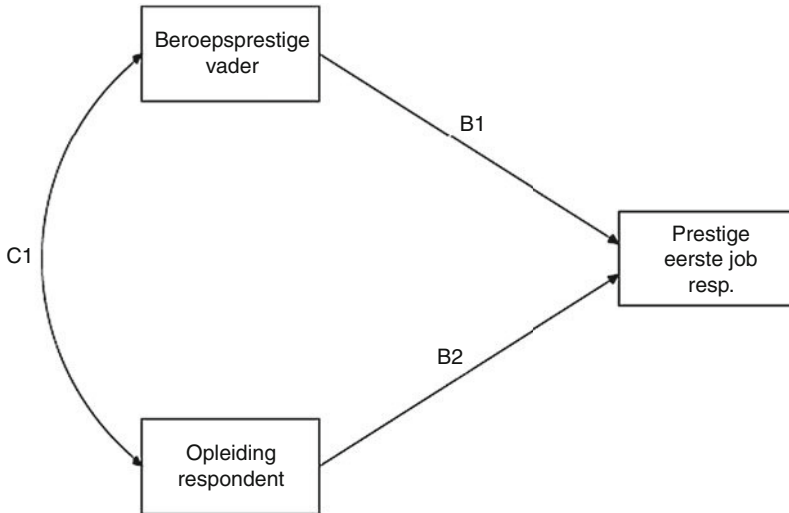 Beroepsprestige
vader
B1
Prestige
eerste job
resp.
C1
B2
Opleiding
respondent